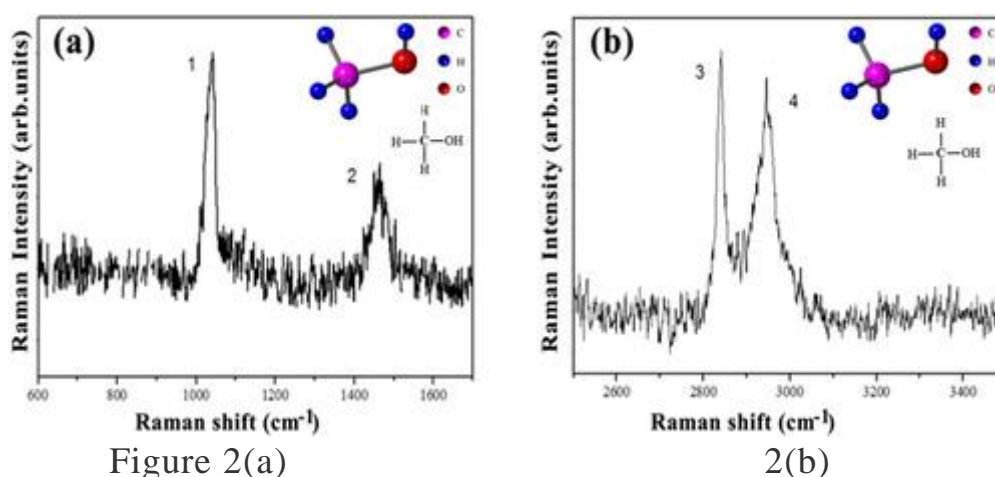 (a)
C
H
O
H
H—C—OH
H
1
2
Raman Intensity (arb.units)
600 800 1000 1200 1400 1600
Raman shift (cm-1)
(b)
C
H
O
H
H—C—OH
H
3
4
Raman Intensity (arb.units)
2600 2800 3000 3200 3400
Raman shift (cm-1)
Figure 2(a)
2(b)